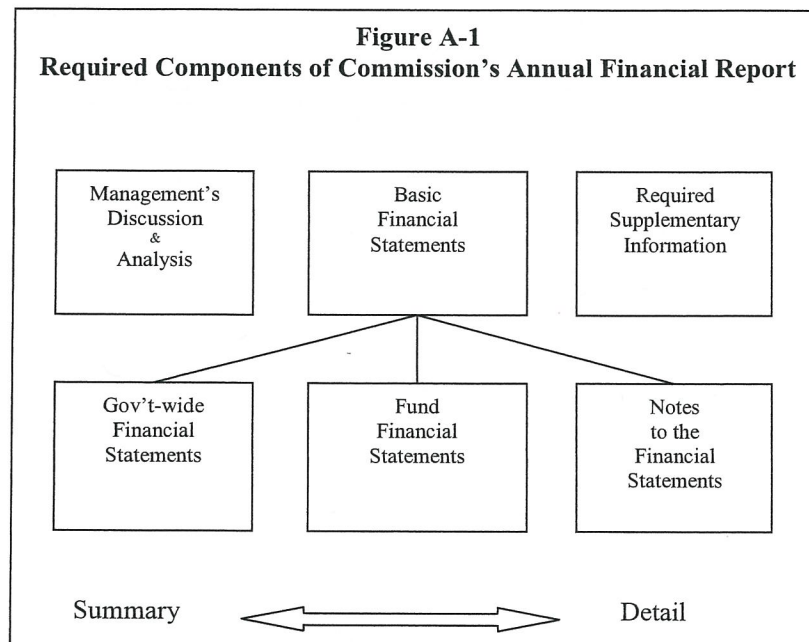 Figure A-1
Required Components of Commission's Annual Financial Report
Management's
Discussion
&
Analysis
Basic
Financial
Statements
Required
Supplementary
Information
Gov't-wide
Financial
Statements
Fund
Financial
Statements
Notes
to the
Financial
Statements
Summary
Detail